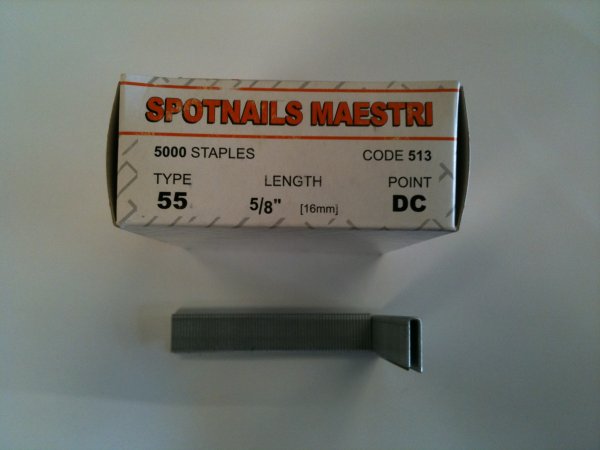 SPOTNAILS MAESTRI
5000 STAPLES CODE 513
TYPE LENGTH POINT
55 5/8" [16mm] DC